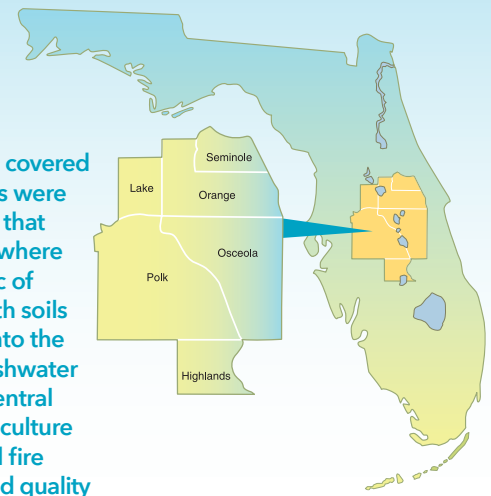 covered
s were
that
where
c of
th soils
nto the
shwater
entral
culture
d fire
d quality
Seminole
Lake
Orange
Osceola
Polk
Highlands